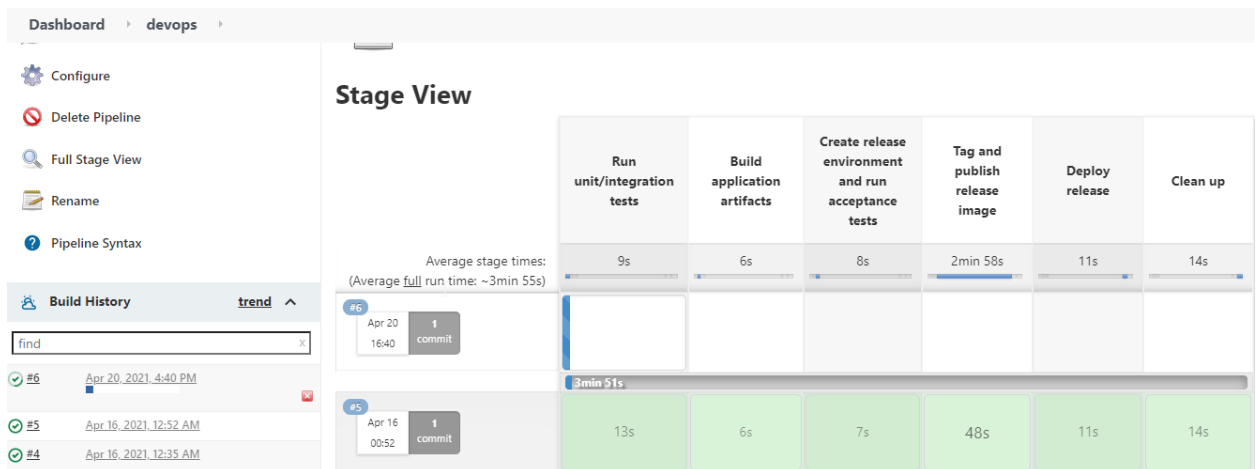 Dashboard devops
Configure
Delete Pipeline
Full Stage View
Rename
Pipeline Syntax
Build History trend
find x
#6 Apr 20, 2021, 4:40 PM
#5 Apr 16, 2021, 12:52 AM
#4 Apr 16, 2021, 12:35 AM
Stage View
Run
unit/integration
tests
Build
application
artifacts
Create release
environment
and run
acceptance
tests
Tag and
publish
release
image
Deploy
release
Clean up
Average stage times:
(Average full run time: ~3min 55s)
9s 6s 8s 2min 58s 11s 14s
#6
Apr 20
16:40
1
commit
3min 51s
#5
Apr 16
00:52
1
commit
13s 6s 7s 48s 11s 14s